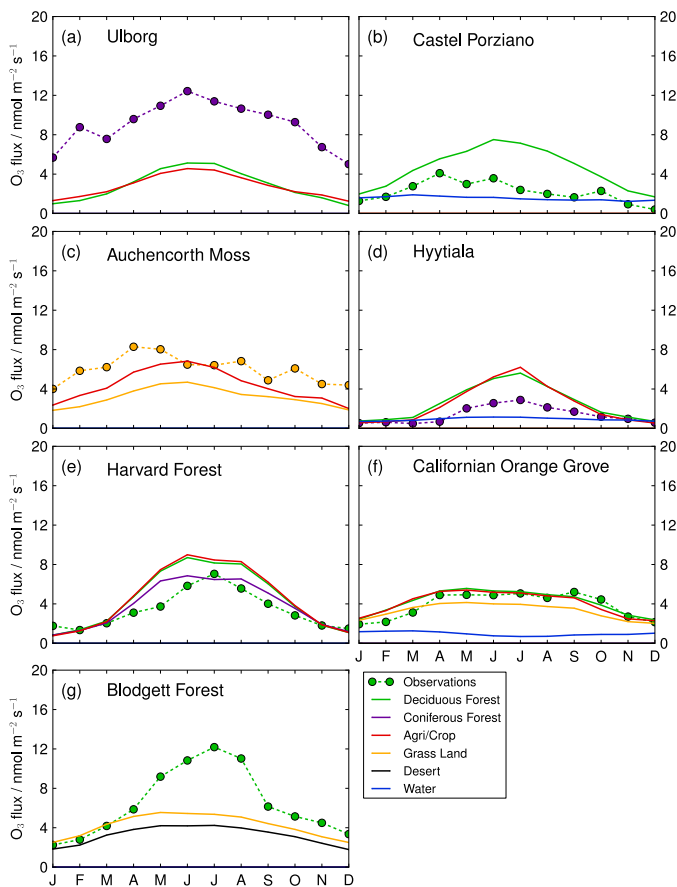 20
16
12
8
4
0
O₃ flux / nmol m⁻² s⁻¹
(a) Ulborg
(b) Castel Porziano
20
16
12
8
4
0
20
16
12
8
4
O₃ flux / nmol m⁻² s⁻¹
(c) Auchencorth Moss
(d) Hyytiala
20
16
12
8
4
0
20
16
12
8
4
0
O₃ flux / nmol m⁻² s⁻¹
(e) Harvard Forest
(f) Californian Orange Grove
20
16
12
8
4
0
J F M A M J J A S O N D
20
16
12
8
4
0
O₃ flux / nmol m⁻² s⁻¹
(g) Blodgett Forest
J F M A M J J A S O N D
Observations
Deciduous Forest
Coniferous Forest
Agri/Crop
Grass Land
Desert
Water